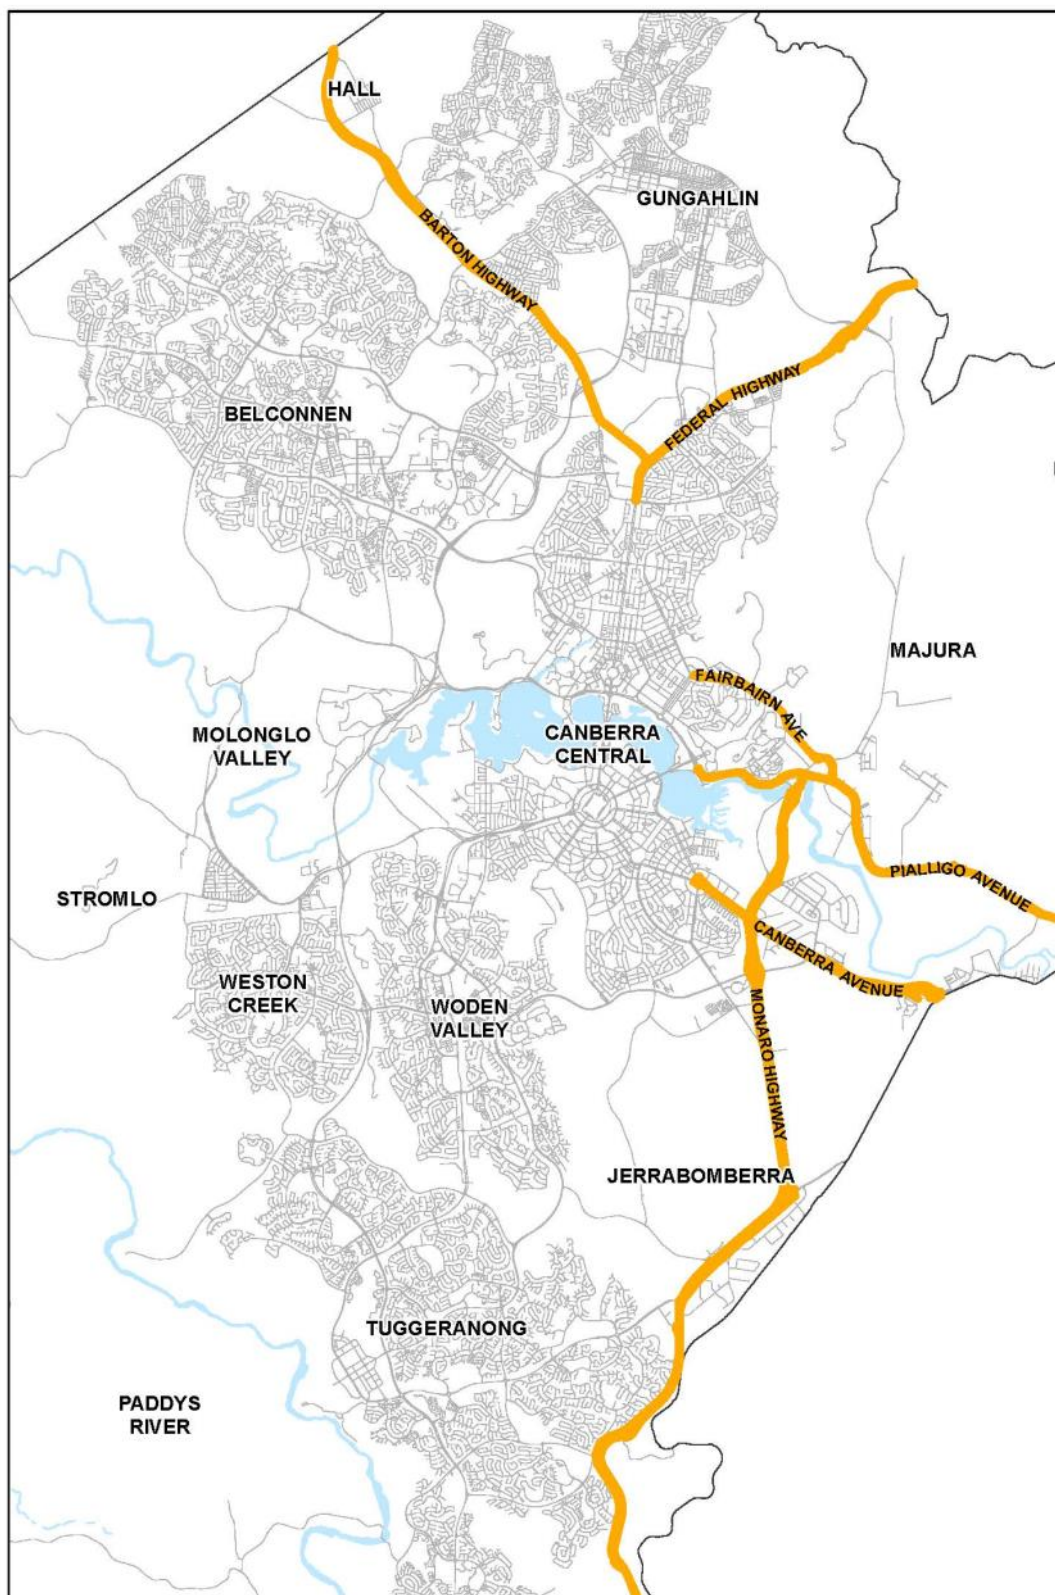 HALL
GUNGAHLIN
BARTON HIGHWAY
FEDERAL HIGHWAY
BELCONNEN
MAJURA
FAIRBAIRN AVE
MOLONGLO
VALLEY
CANBERRA
CENTRAL
PIALLIGO AVENUE
STROMLO
CANBERRA AVENUE
WESTON
CREEK
WODEN
VALLEY
MONARO HIGHWAY
JERRABOMBERRA
TUGGERANONG
PADDYS
RIVER